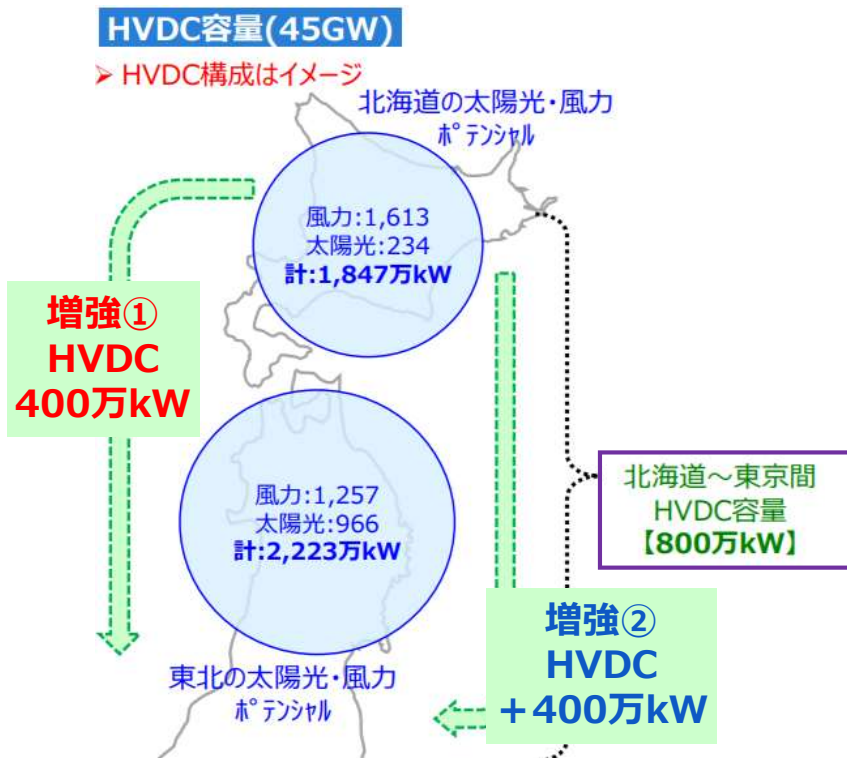 HVDC容量(45GW)
➢ HVDC構成はイメージ
北海道の太陽光・風力
ﾎﾟﾃﾝｼｬﾙ
風力:1,613
太陽光:234
計:1,847万kW
増強①
HVDC
400万kW
風力:1,257
太陽光:966
計:2,223万kW
北海道～東京間
HVDC容量
【800万kW】
増強②
HVDC
＋400万kW
東北の太陽光・風力
ﾎﾟﾃﾝｼｬﾙ